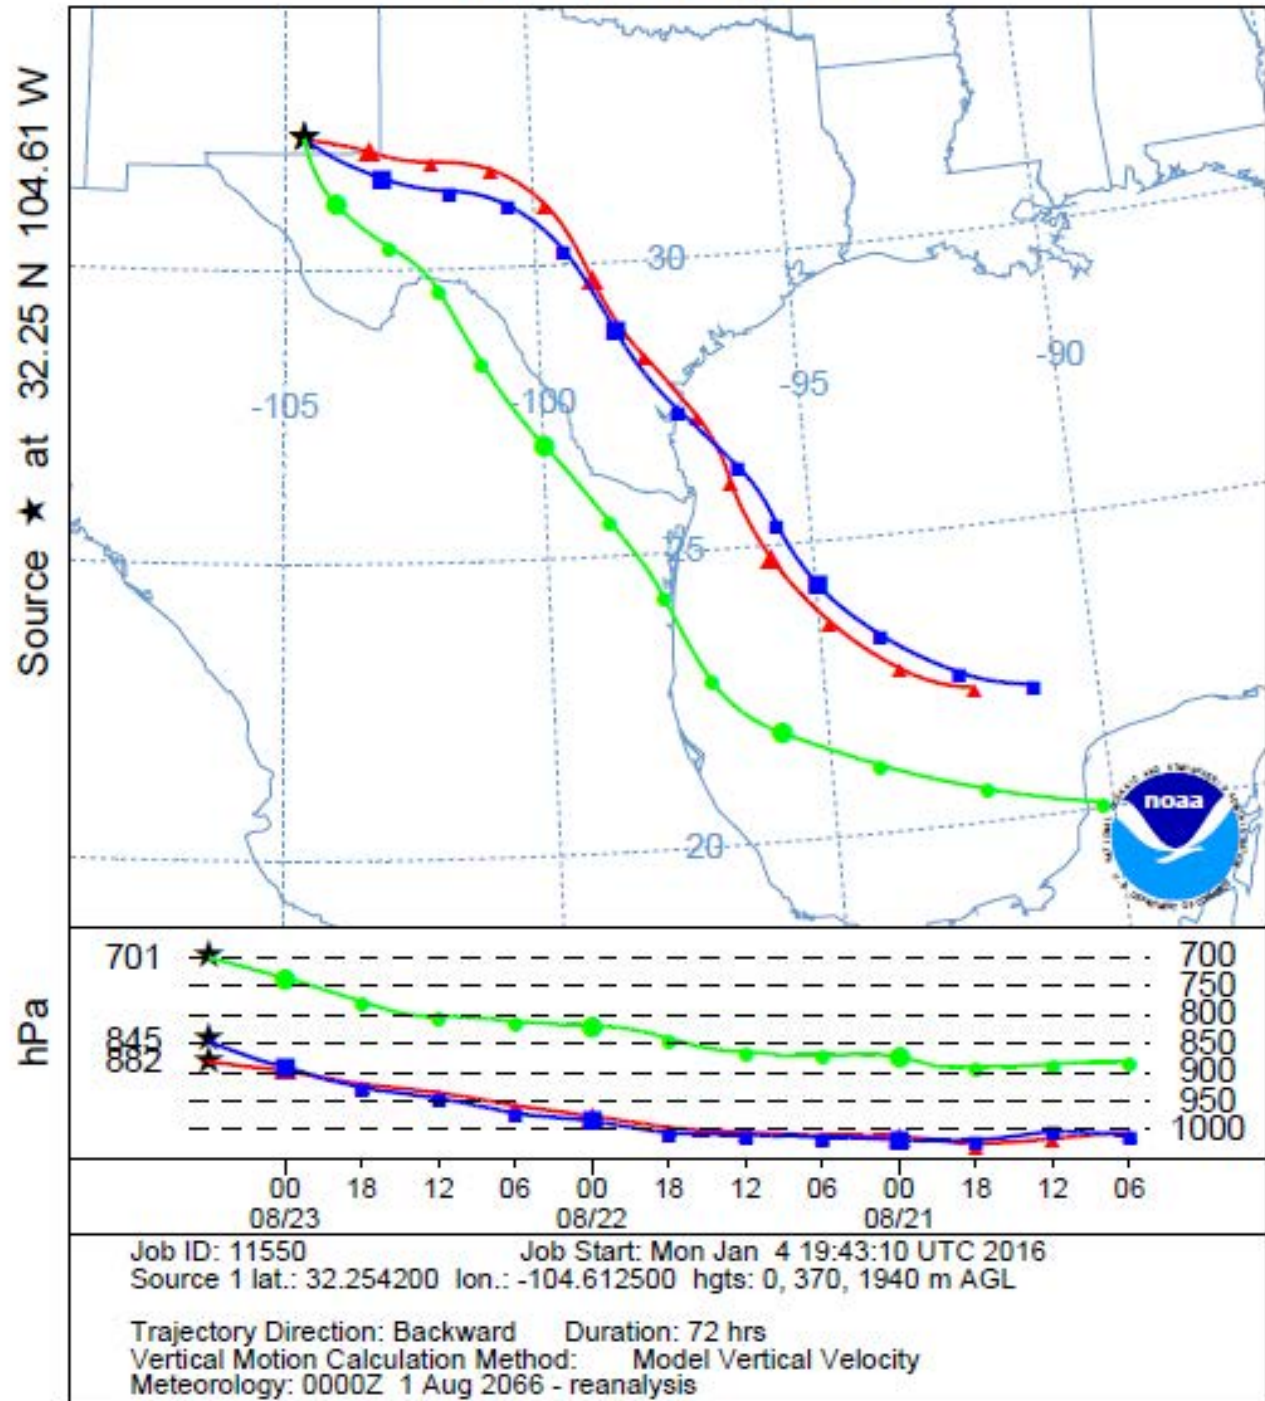 Source ★ at 32.25 N 104.61 W
30
-105
-100
-95
-90
25
20
noaa
hPa
701
845
882
700
750
800
850
900
950
1000
00 18 12 06 00 18 12 06 00 18 12 06
08/23 08/22 08/21
Job ID: 11550 Job Start: Mon Jan 4 19:43:10 UTC 2016
Source 1 lat.: 32.254200 lon.: -104.612500 hgts: 0, 370, 1940 m AGL
Trajectory Direction: Backward Duration: 72 hrs
Vertical Motion Calculation Method: Model Vertical Velocity
Meteorology: 0000Z 1 Aug 2066 - reanalysis